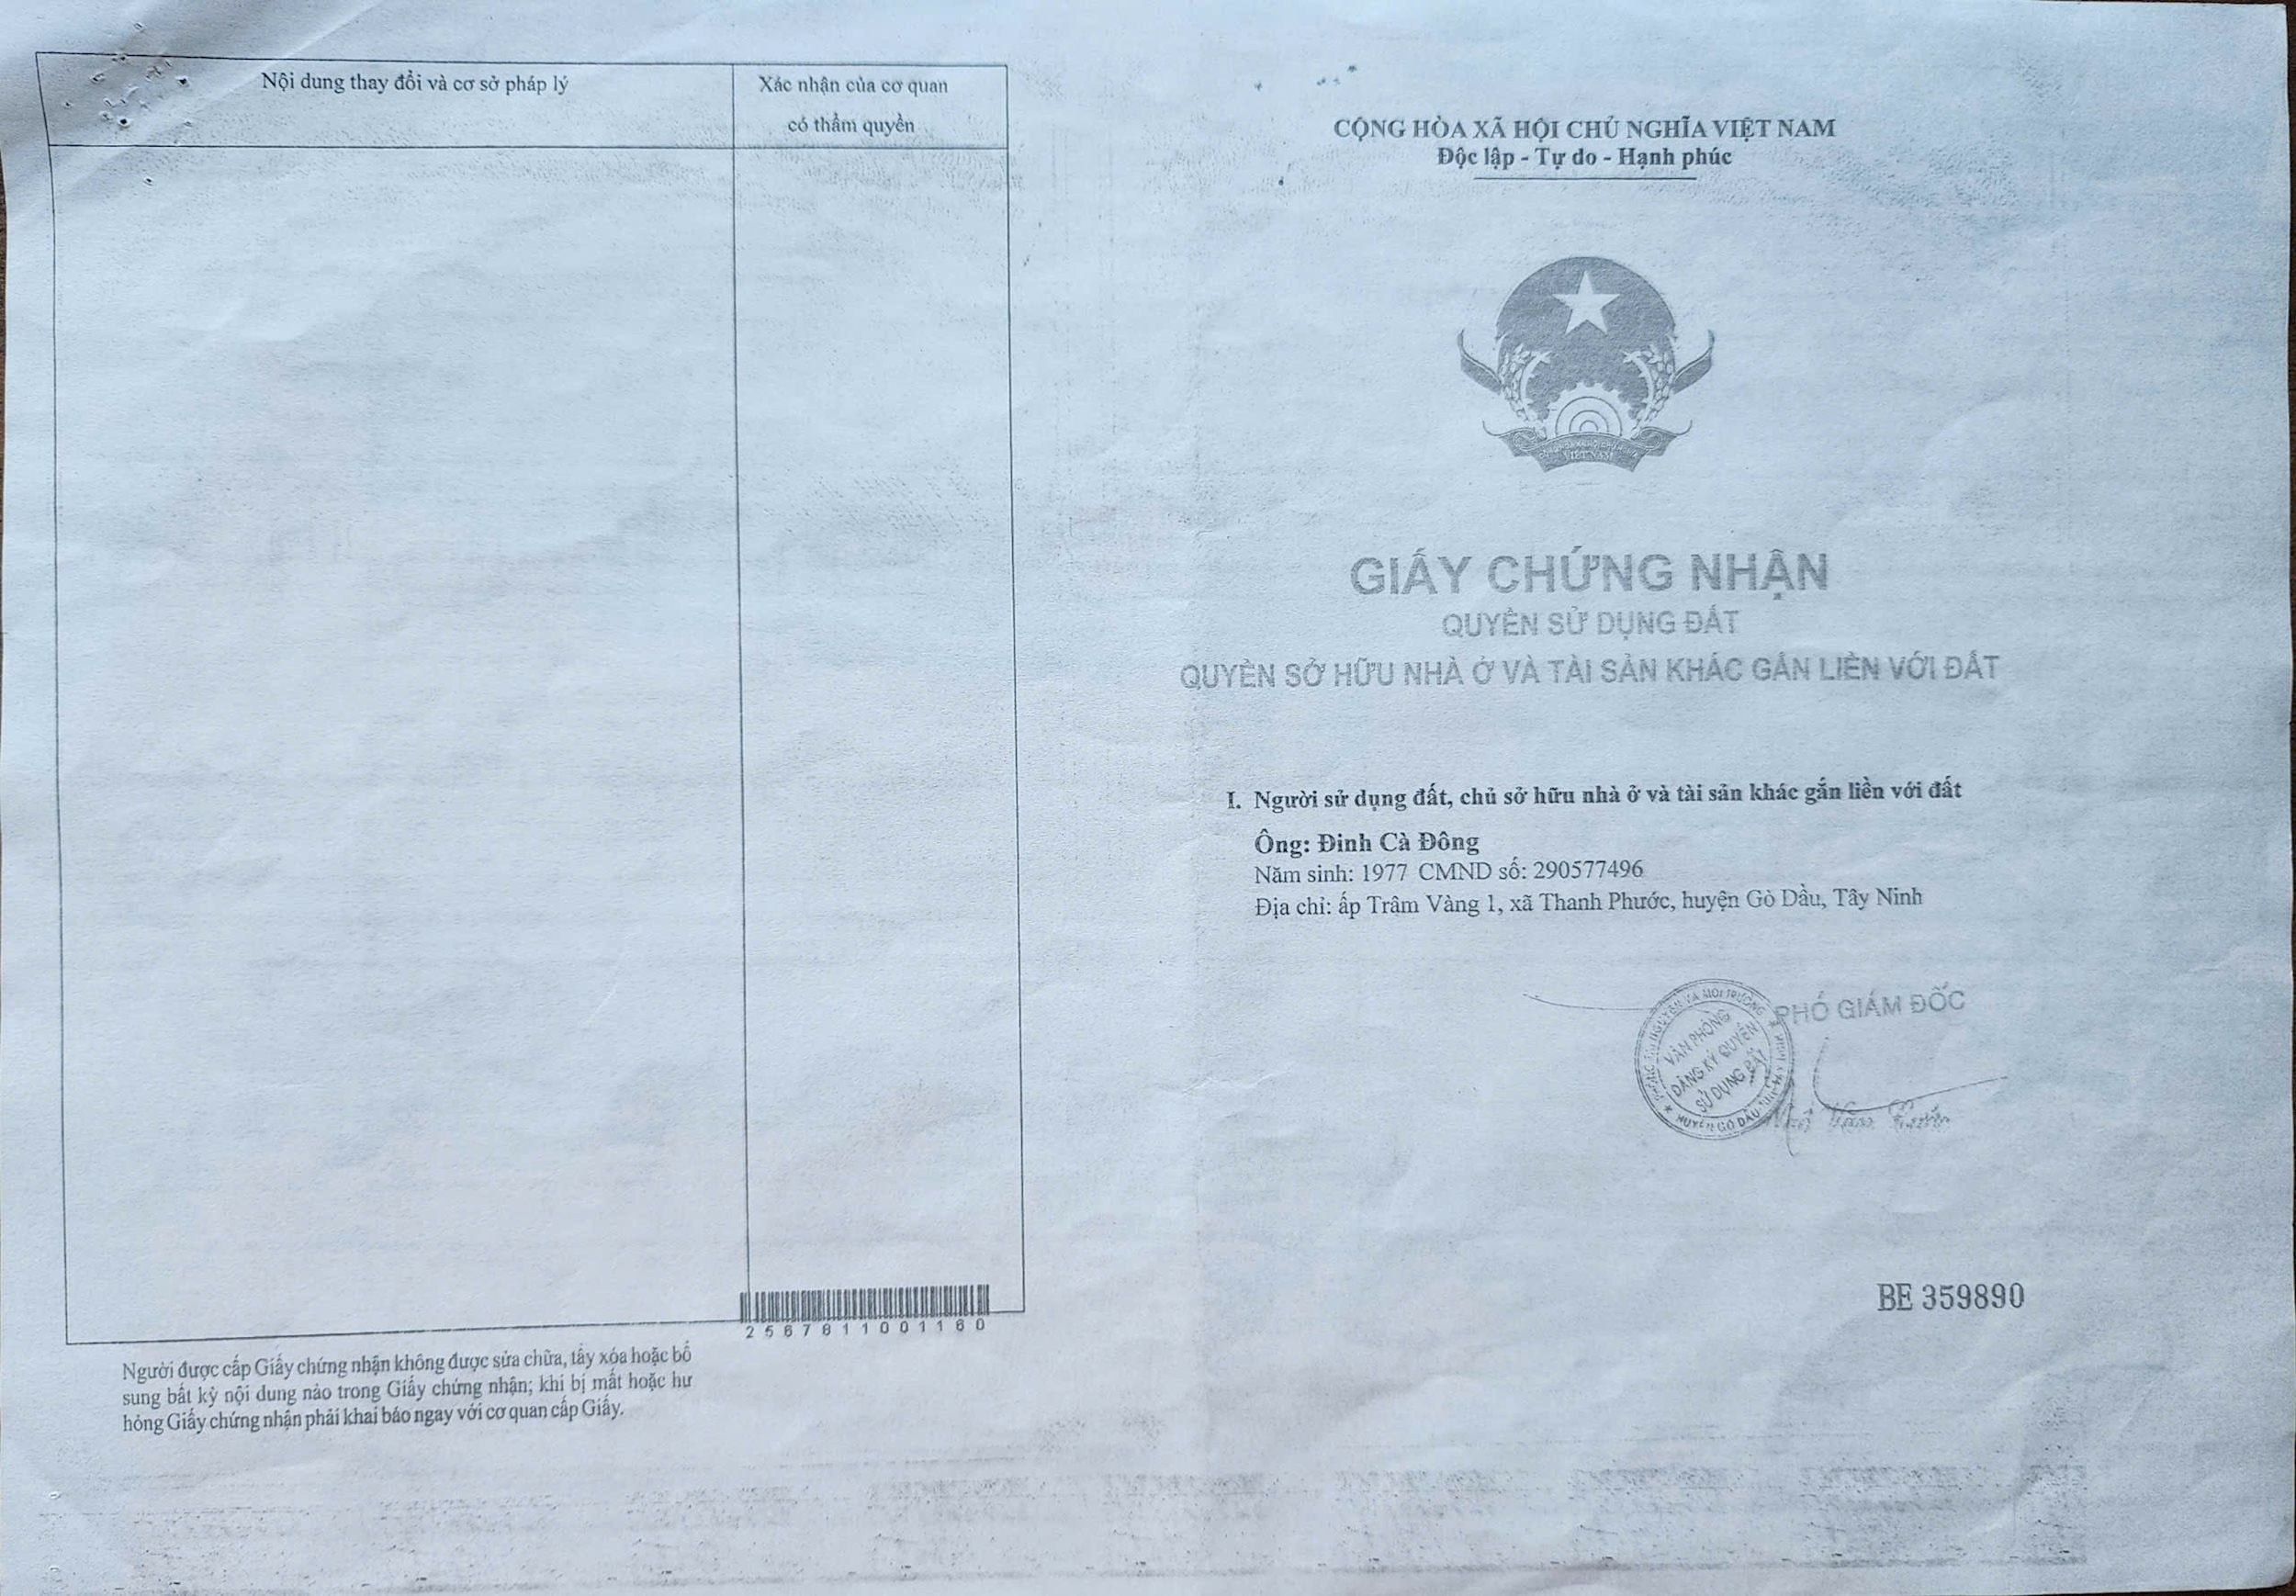 Nội dung thay đổi và cơ sở pháp lý
Xác nhận của cơ quan
có thẩm quyền
2567811001160
Người được cấp Giấy chứng nhận không được sửa chữa, tẩy xóa hoặc bổ
sung bất kỳ nội dung nào trong Giấy chứng nhận; khi bị mất hoặc hư
hỏng Giấy chứng nhận phải khai báo ngay với cơ quan cấp Giấy.
CỘNG HÒA XÃ HỘI CHỦ NGHĨA VIỆT NAM
Độc lập - Tự do - Hạnh phúc
VIỆT NAM
GIẤY CHỨNG NHẬN
QUYỀN SỬ DỤNG ĐẤT
QUYỀN SỞ HỮU NHÀ Ở VÀ TÀI SẢN KHÁC GẮN LIỀN VỚI ĐẤT
I. Người sử dụng đất, chủ sở hữu nhà ở và tài sản khác gắn liền với đất
Ông: Đinh Cà Đông
Năm sinh: 1977 CMND số: 290577496
Địa chỉ: ấp Trâm Vàng 1, xã Thanh Phước, huyện Gò Dầu, Tây Ninh
PHÓ GIÁM ĐỐC
VĂN PHÒNG
ĐĂNG KÝ QUYỀN
SỬ DỤNG ĐẤT
HUYỆN GÒ DẦU
BE 359890